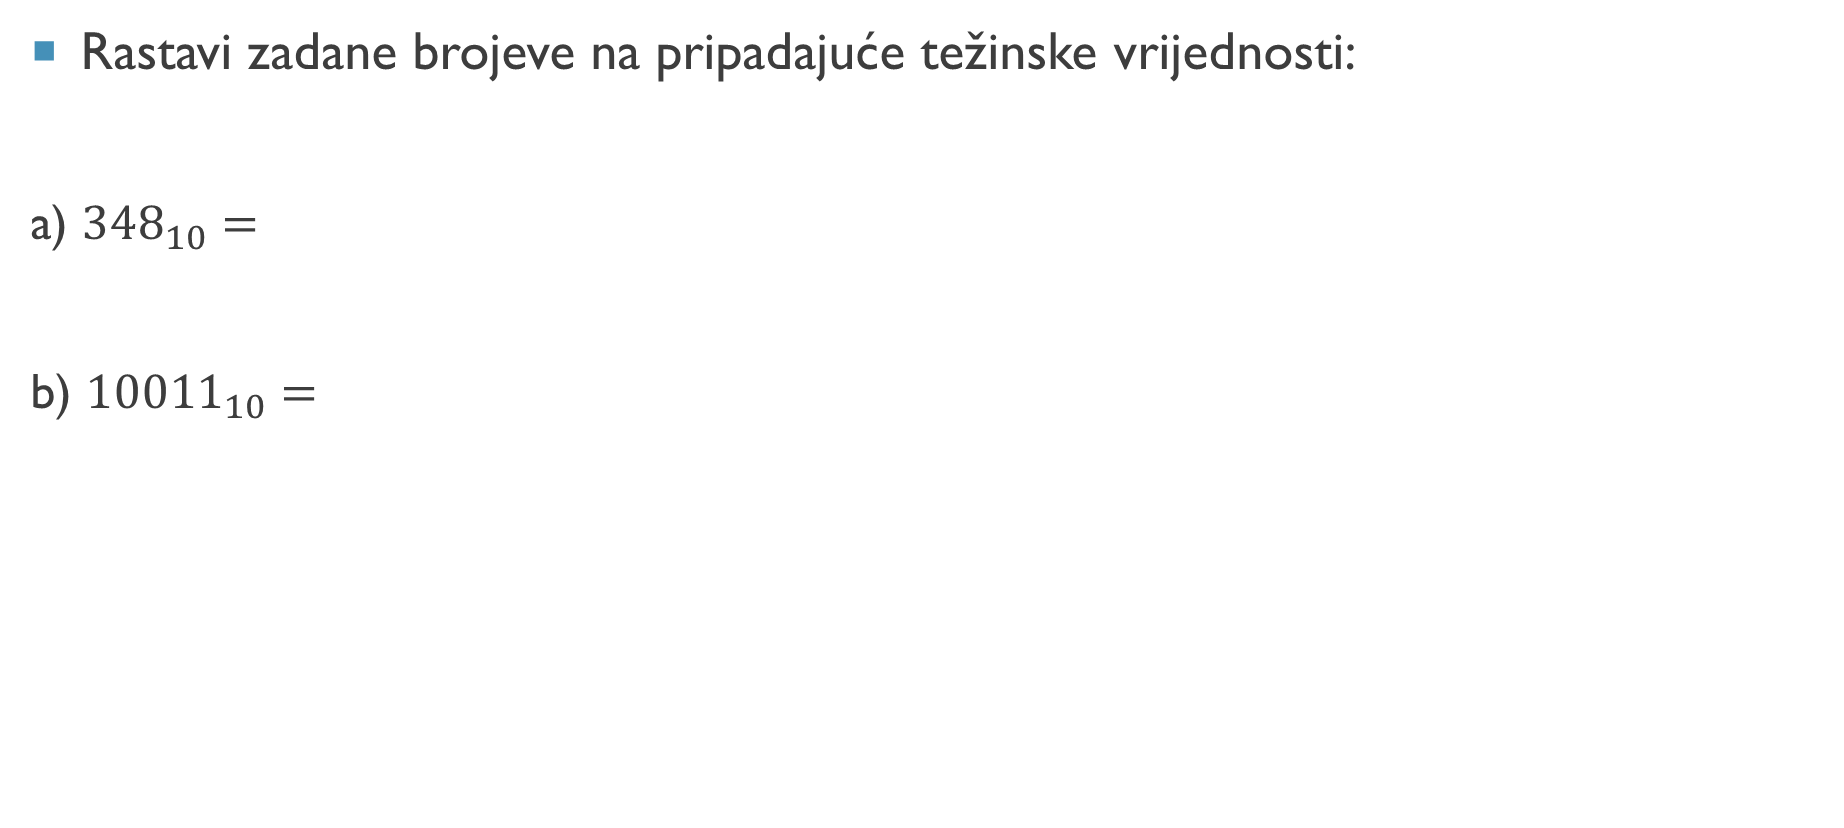 ▪ Rastavi zadane brojeve na pripadajuće težinske vrijednosti:
a) 348₁₀ =
b) 10011₁₀ =